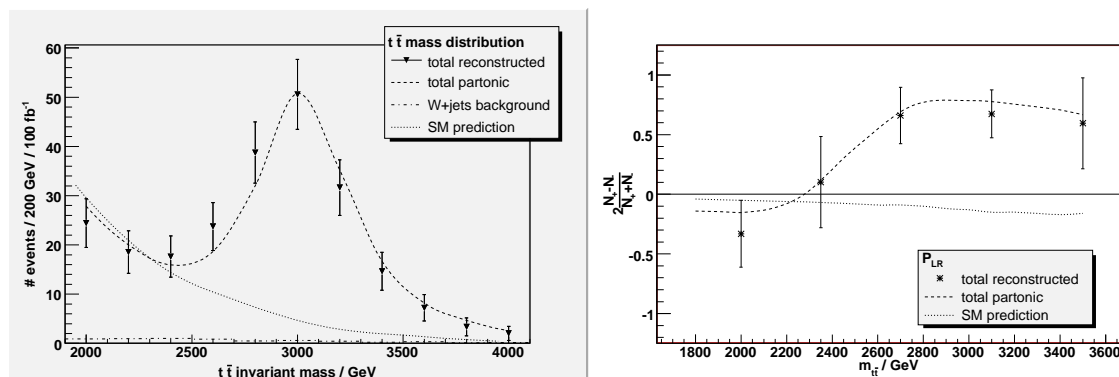 t t̄ mass distribution
total reconstructed
total partonic
W+jets background
SM prediction
# events / 200 GeV / 100 fb⁻¹
60
50
40
30
20
10
0
2000 2500 3000 3500 4000
t t̄ invariant mass / GeV
1
0.5
0
-0.5
-1
2 N₊-N₋ / N₊+N₋
P_LR
total reconstructed
total partonic
SM prediction
1800 2000 2200 2400 2600 2800 3000 3200 3400 3600
m_tt̄ / GeV